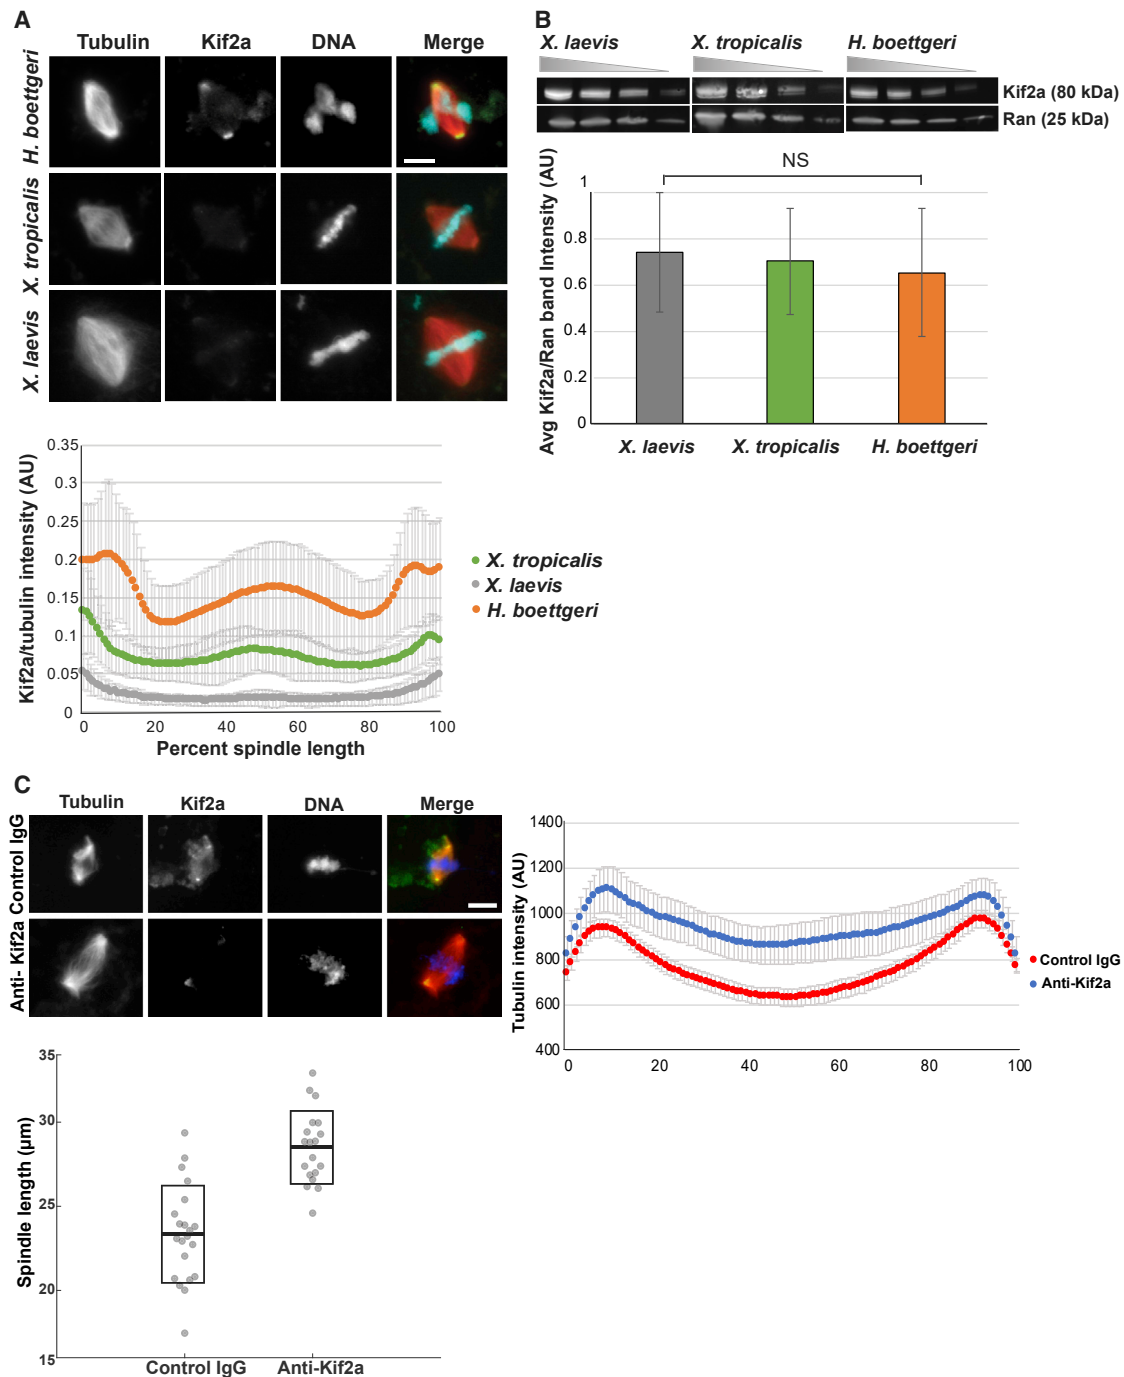 A
Tubulin Kif2a DNA Merge
H. boettgeri
X. tropicalis
X. laevis
Kif2a/tubulin intensity (AU)
0.35
0.3
0.25
0.2
0.15
0.1
0.05
0
0 20 40 60 80 100
Percent spindle length
X. tropicalis
X. laevis
H. boettgeri
B
X. laevis X. tropicalis H. boettgeri
Kif2a (80 kDa)
Ran (25 kDa)
NS
Avg Kif2a/Ran band Intensity (AU)
1
0.8
0.6
0.4
0.2
0
X. laevis X. tropicalis H. boettgeri
C
Tubulin Kif2a DNA Merge
Control IgG
Anti- Kif2a
Tubulin intensity (AU)
1400
1200
1000
800
600
400
0 20 40 60 80 100
Control IgG
Anti-Kif2a
Spindle length (µm)
35
30
25
20
15
Control IgG Anti-Kif2a